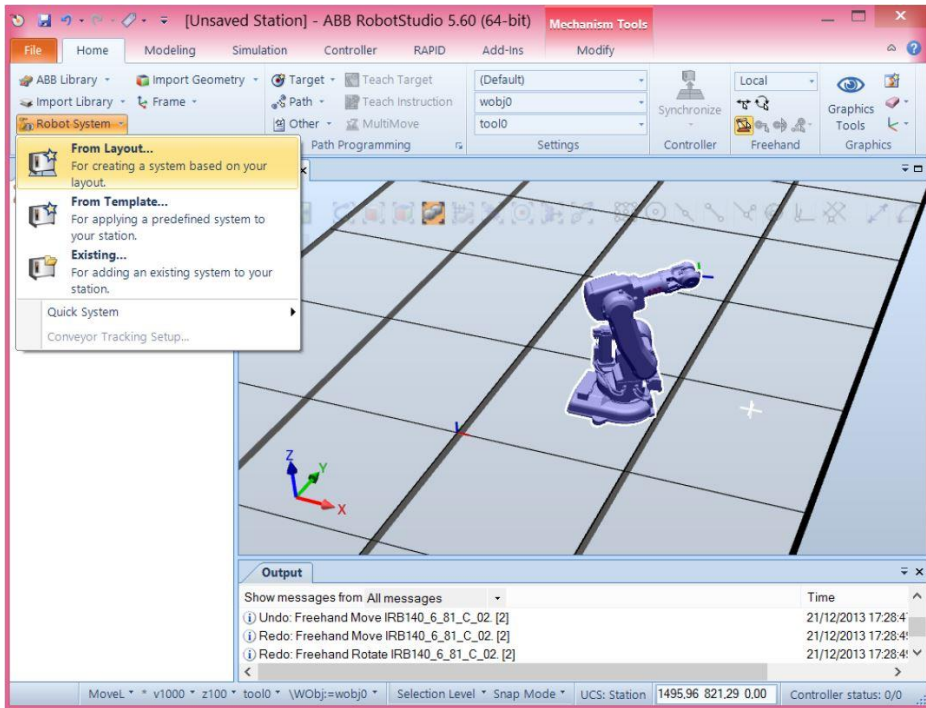 [Unsaved Station] - ABB RobotStudio 5.60 (64-bit)
Mechanism Tools
File Home Modeling Simulation Controller RAPID Add-Ins Modify
ABB Library Import Geometry Target Teach Target (Default) Local
Import Library Frame Path Teach Instruction wobj0 Synchronize Graphics
Robot System Other MultiMove tool0 Tools
Path Programming Settings Controller Freehand Graphics
From Layout...
For creating a system based on your
layout.
From Template...
For applying a predefined system to
your station.
Existing...
For adding an existing system to your
station.
Quick System
Conveyor Tracking Setup...
Z
Y
X
Output
Show messages from All messages Time
Undo: Freehand Move IRB140_6_81_C_02. [2] 21/12/2013 17:28:4
Redo: Freehand Move IRB140_6_81_C_02. [2] 21/12/2013 17:28:4
Redo: Freehand Rotate IRB140_6_81_C_02. [2] 21/12/2013 17:28:4
MoveL * v1000 z100 tool0 \WObj:=wobj0 Selection Level Snap Mode UCS: Station 1495,96 821,29 0,00 Controller status: 0/0